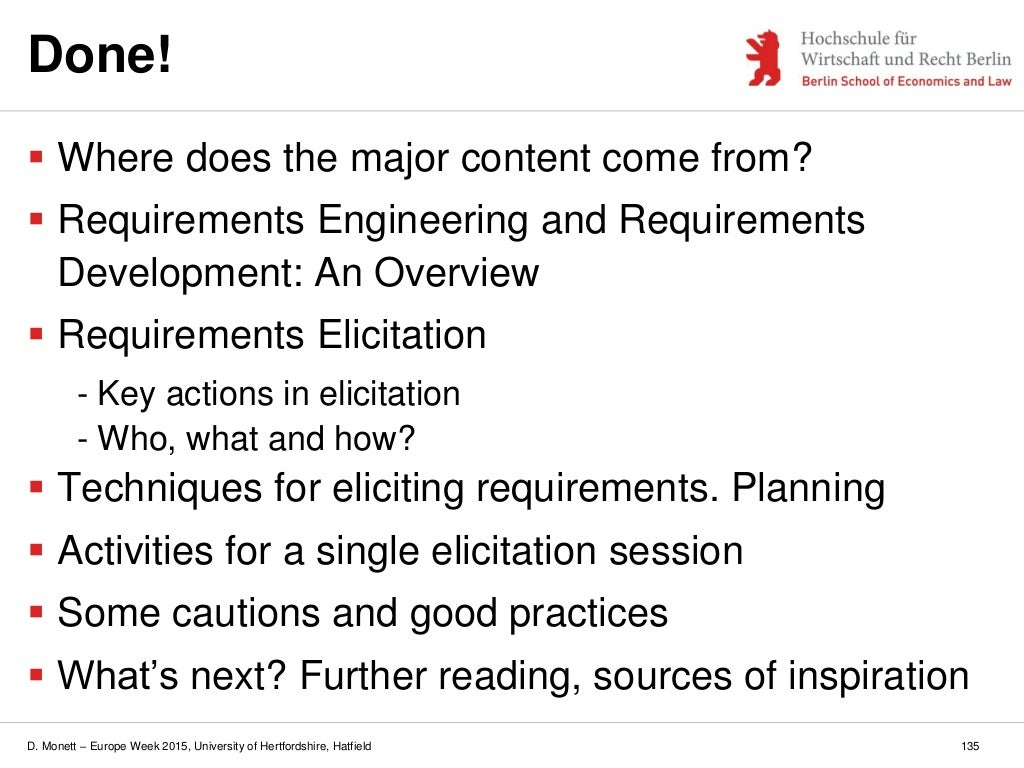 Done!
Hochschule für
Wirtschaft und Recht Berlin
Berlin School of Economics and Law
Where does the major content come from?
Requirements Engineering and Requirements
Development: An Overview
Requirements Elicitation
- Key actions in elicitation
- Who, what and how?
Techniques for eliciting requirements. Planning
Activities for a single elicitation session
Some cautions and good practices
What’s next? Further reading, sources of inspiration
D. Monett – Europe Week 2015, University of Hertfordshire, Hatfield
135